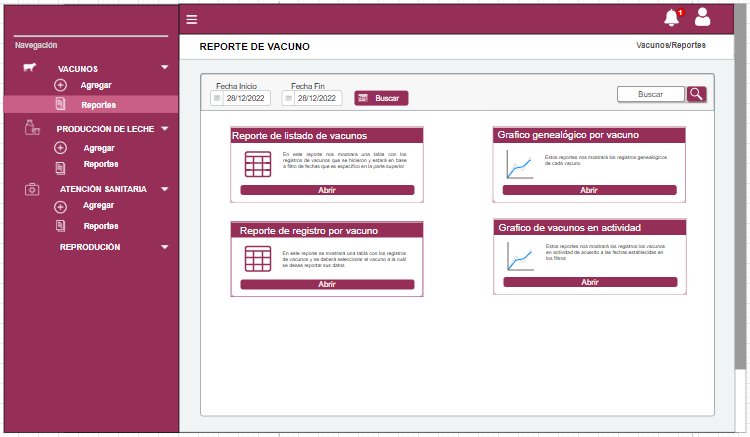 Navegación
VACUNOS
Agregar
Reportes
PRODUCCIÓN DE LECHE
Agregar
Reportes
ATENCIÓN SANITARIA
Agregar
Reportes
REPRODUCIÓN
1
REPORTE DE VACUNO
Vacunos/Reportes
Fecha Inicio
Fecha Fin
28/12/2022
28/12/2022
Buscar
Buscar
Reporte de listado de vacunos
En este reporte nos mostrara una tabla con los
registros de vacunos que se hicieron y estará en base
a filtro de fechas que es especifico en la parte superior
Abrir
Grafico genealógico por vacuno
Estos reportes nos mostrará los registros genealógicos
de cada vacuno
Abrir
Reporte de registro por vacuno
En este reporte se mostrará una tabla con los registros
de vacunos y se deberá seleccionar el vacuno a la cuál
se desea reportar sus datos
Abrir
Grafico de vacunos en actividad
Estos reportes nos mostrará los registros los vacunos
en actividad de acuerdo a las fechas establecidas en
los filtros
Abrir